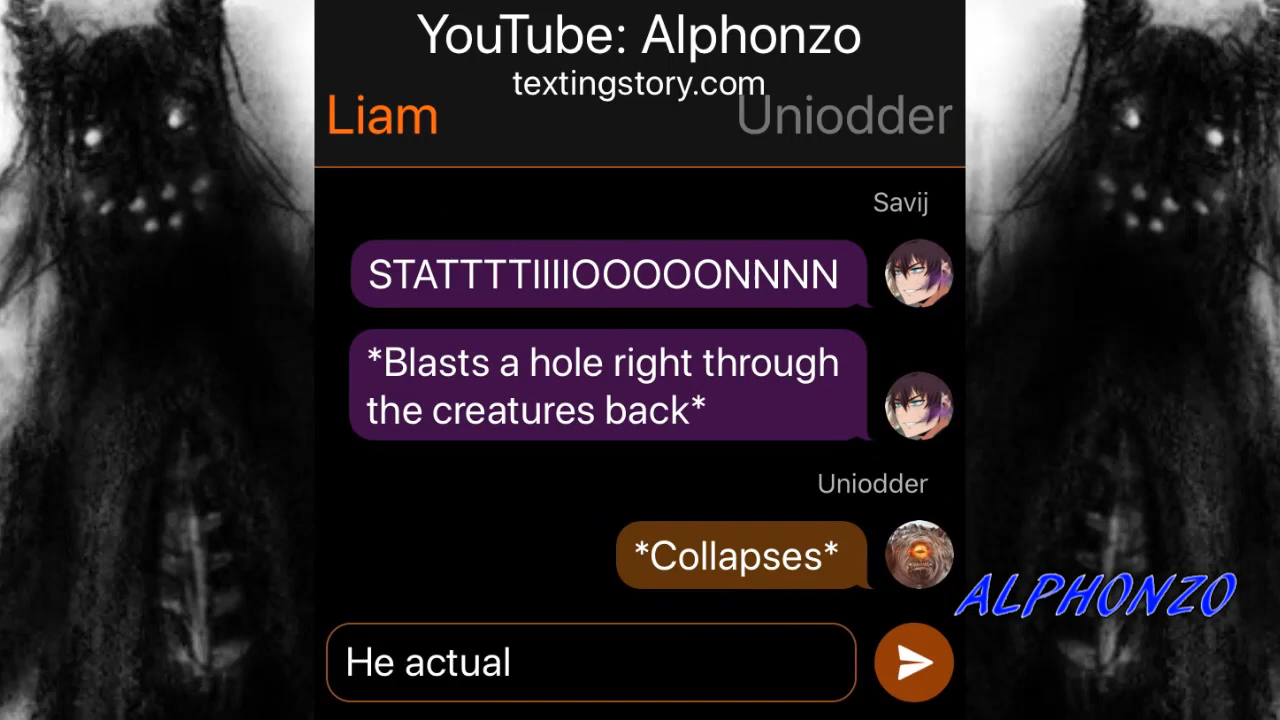 YouTube: Alphonzo
textingstory.com
Liam
Uniodder
Savij
STATTTTIIIIOOOOONNNN
*Blasts a hole right through
the creatures back*
Uniodder
*Collapses*
ALPHONZO
He actual